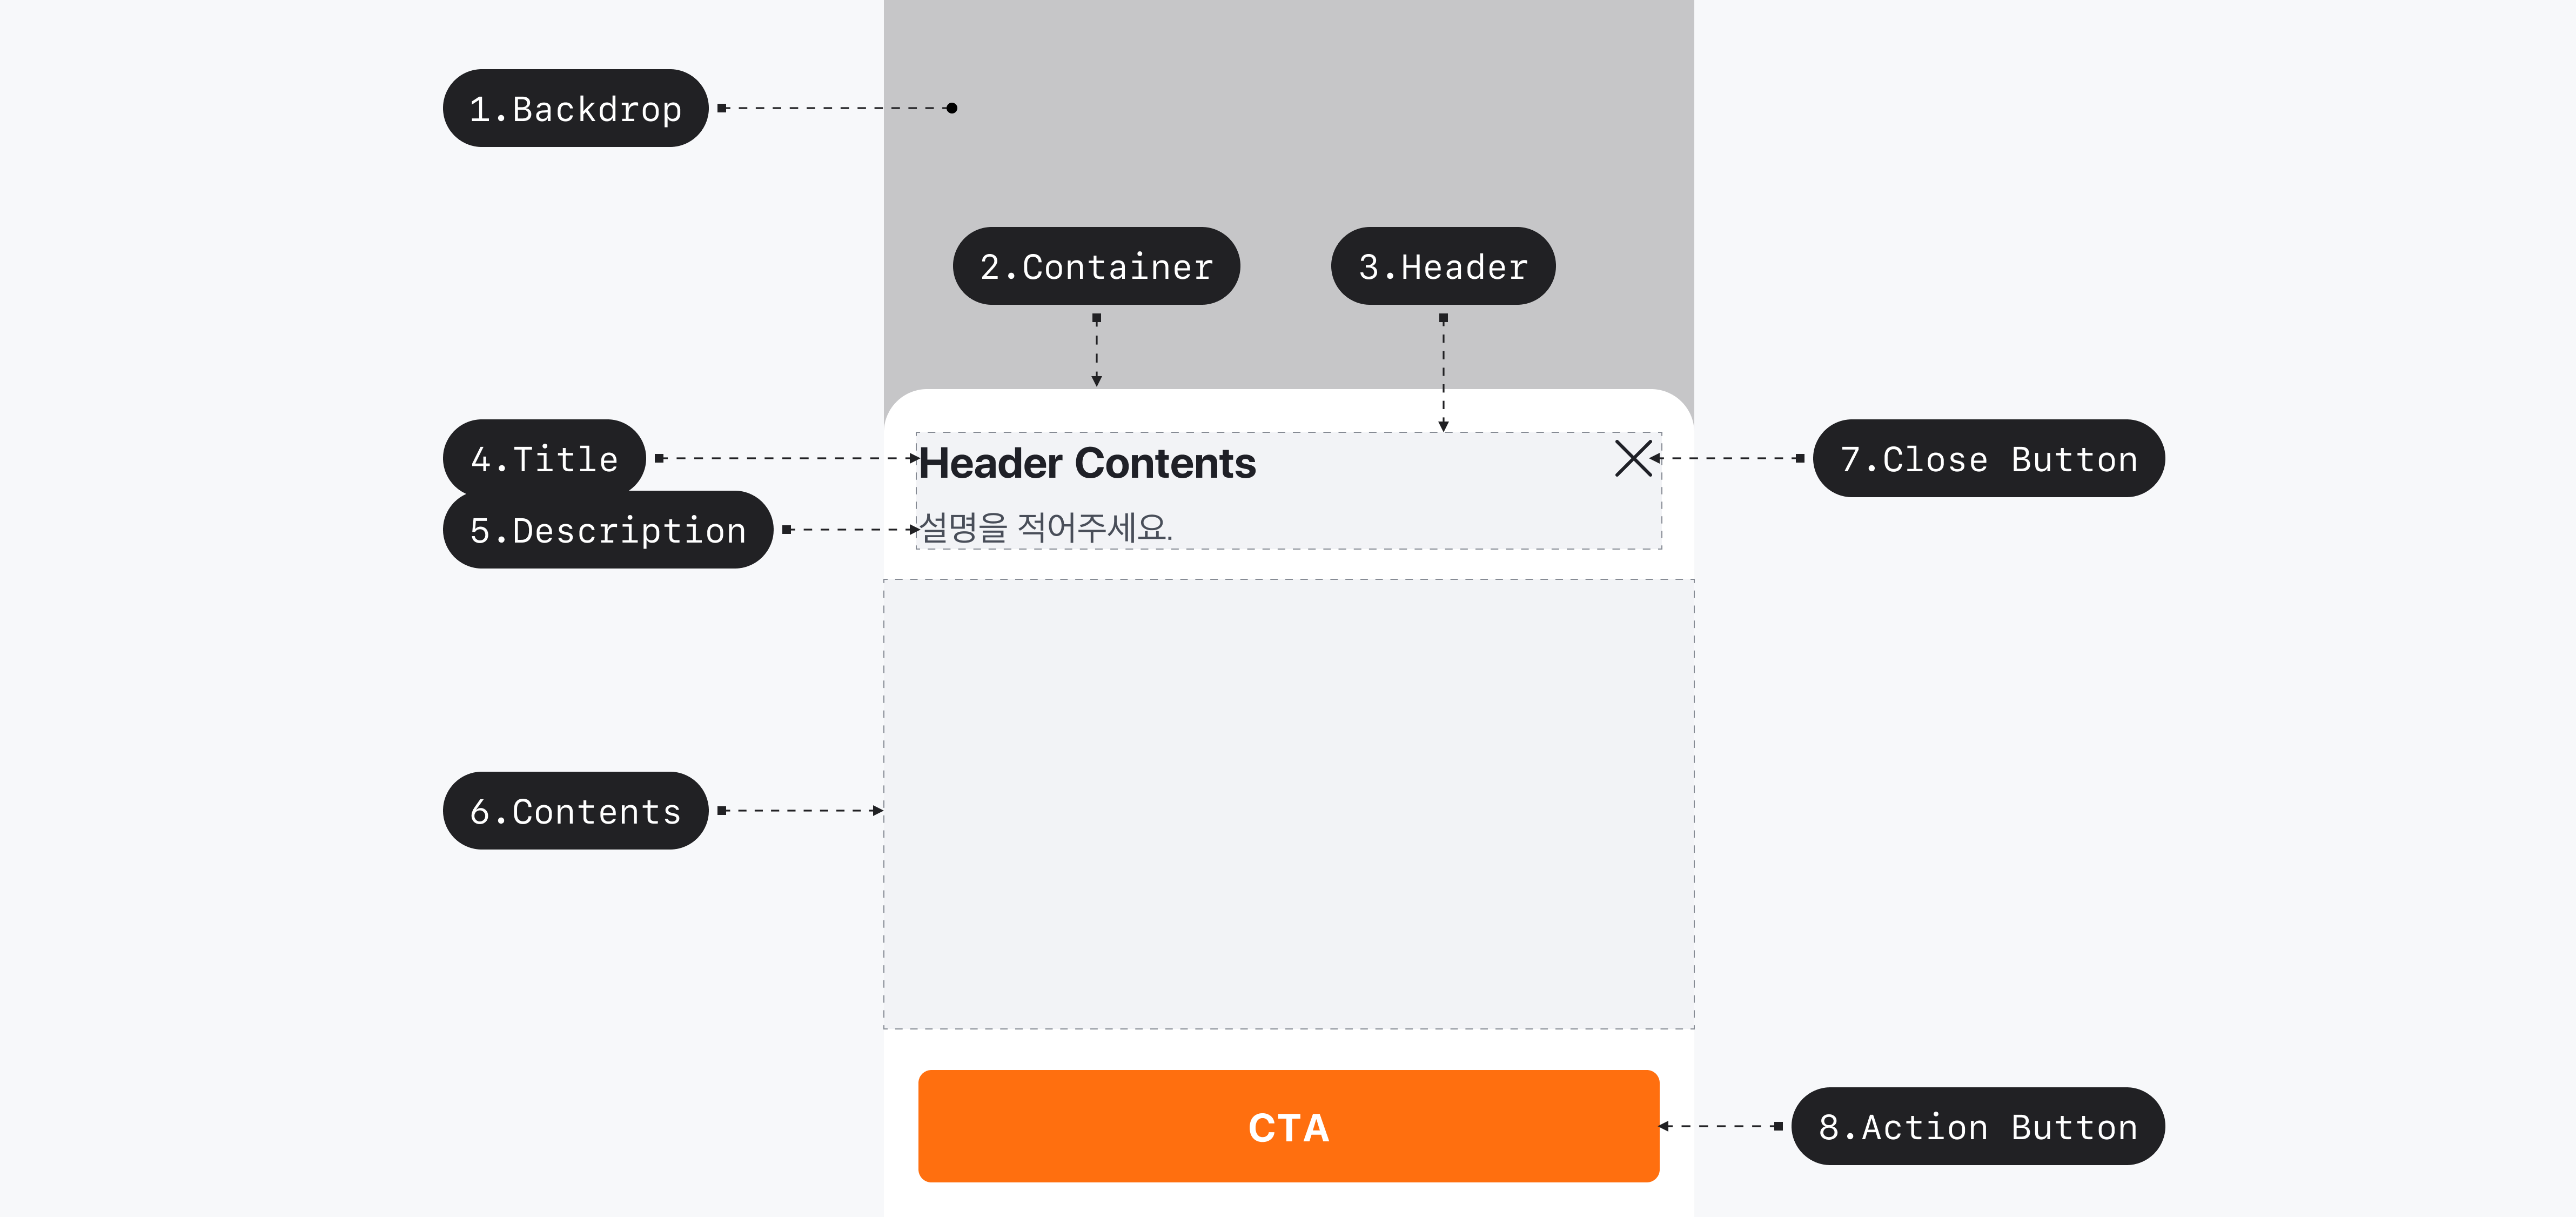 1.Backdrop
2.Container
3.Header
4.Title
Header Contents
7.Close Button
5.Description
설명을 적어주세요.
6.Contents
CTA
8.Action Button